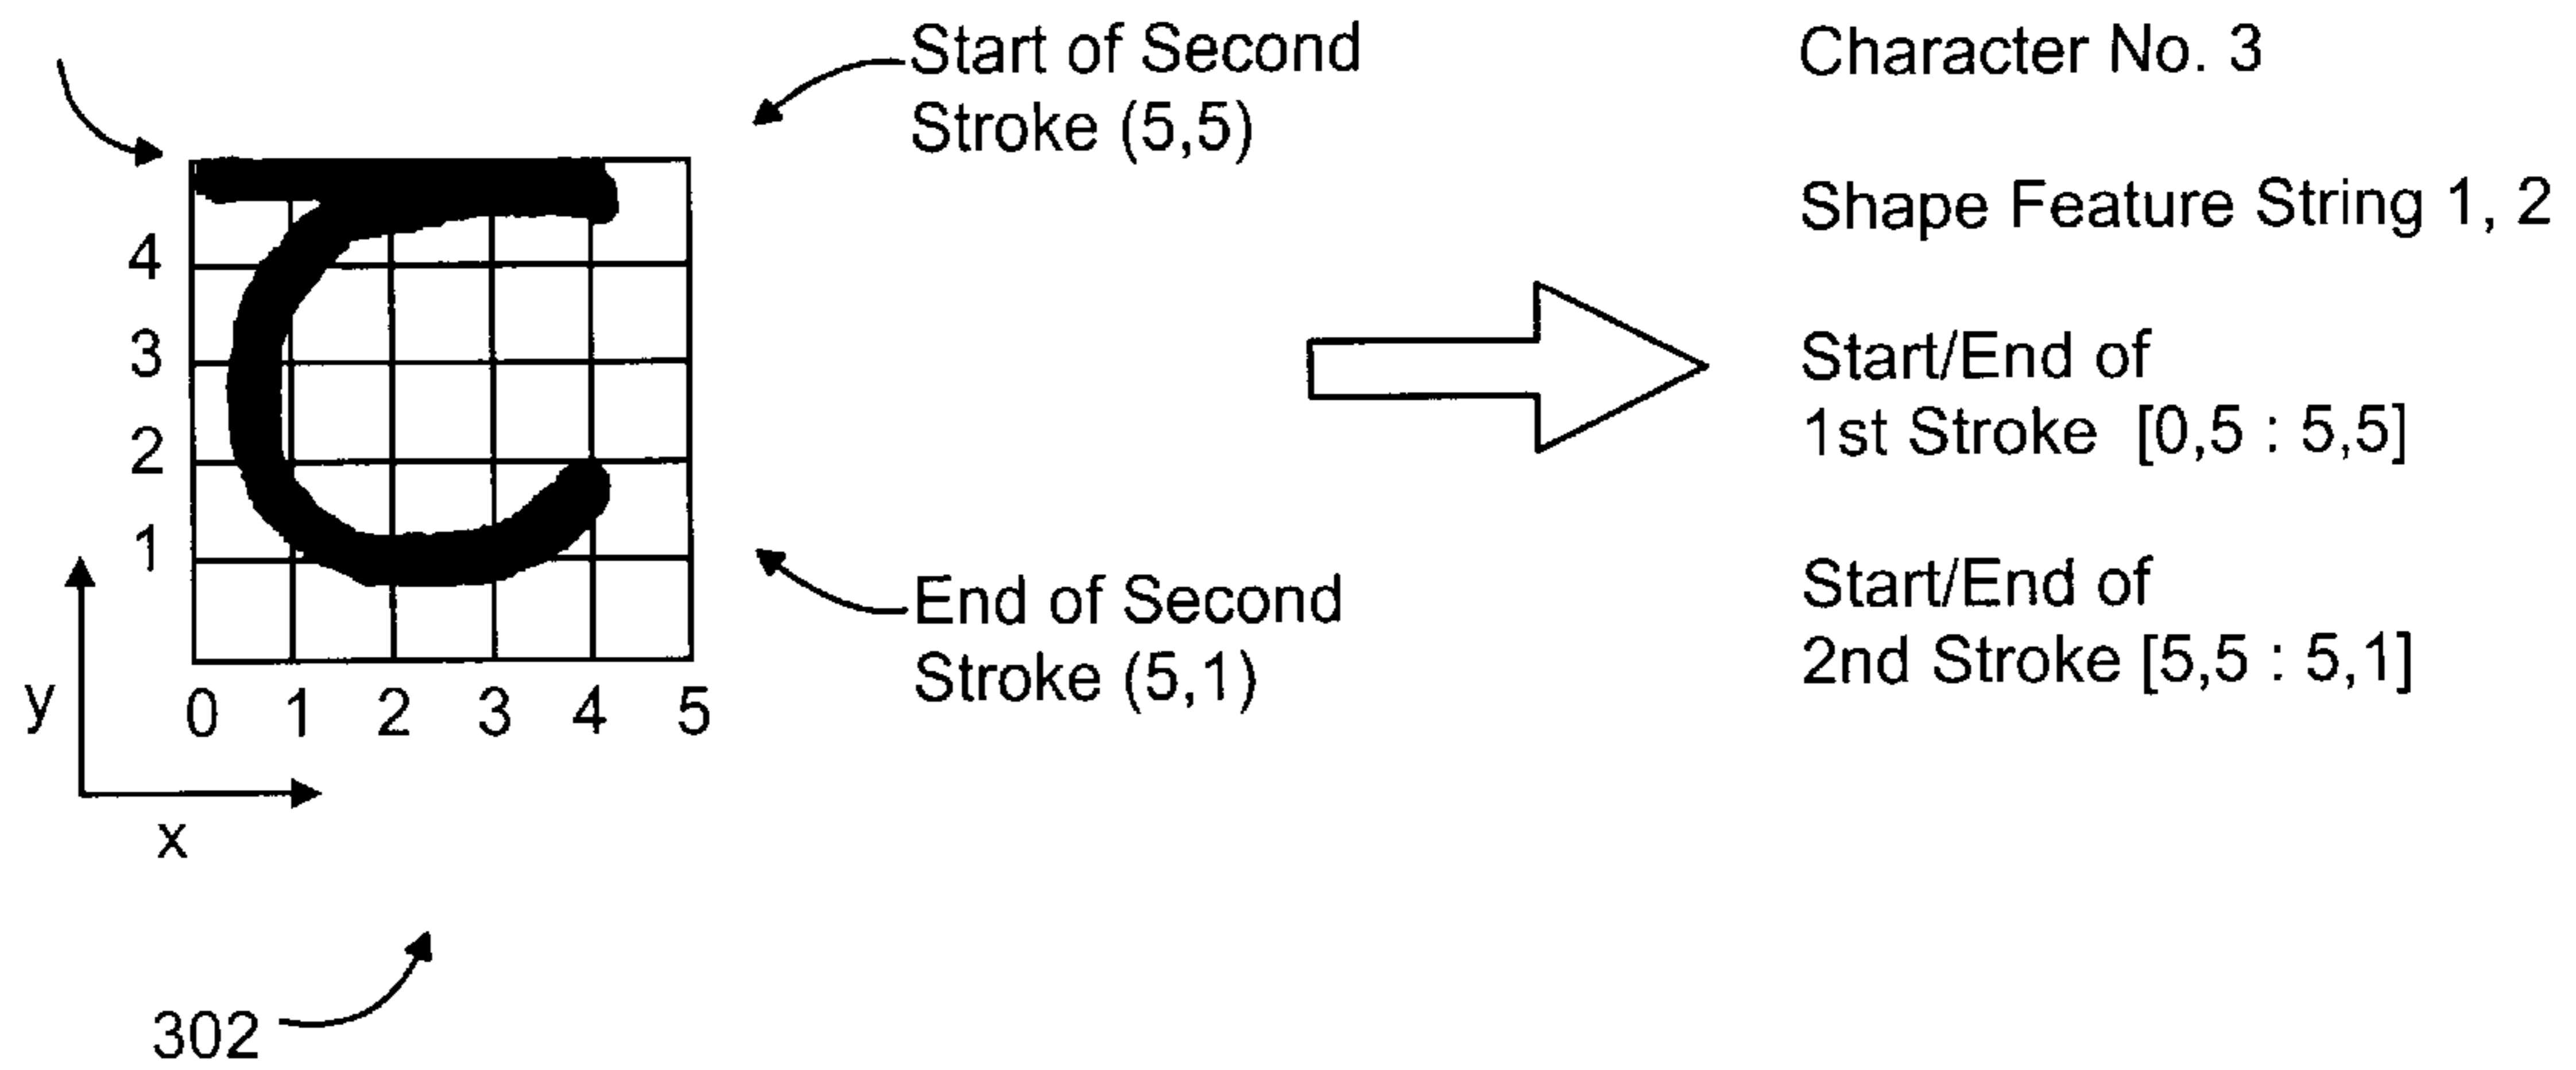 Start of Second
Stroke (5,5)
Character No. 3
Shape Feature String 1, 2
4
3
2
1
Start/End of
1st Stroke [0,5 : 5,5]
End of Second
Stroke (5,1)
Start/End of
2nd Stroke [5,5 : 5,1]
y
0 1 2 3 4 5
x
302